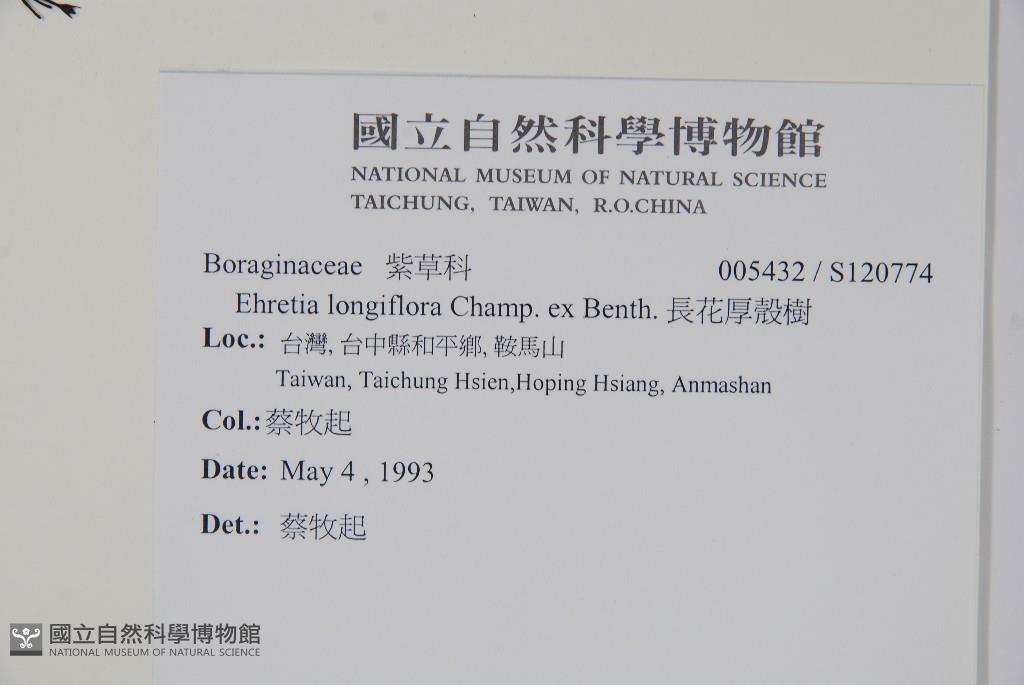 國立自然科學博物館
NATIONAL MUSEUM OF NATURAL SCIENCE
TAICHUNG, TAIWAN, R.O.CHINA
Boraginaceae 紫草科 005432 / S120774
Ehretia longiflora Champ. ex Benth. 長花厚殼樹
Loc.: 台灣, 台中縣和平鄉, 鞍馬山
Taiwan, Taichung Hsien,Hoping Hsiang, Anmashan
Col.: 蔡牧起
Date: May 4 , 1993
Det.: 蔡牧起
國立自然科學博物館
NATIONAL MUSEUM OF NATURAL SCIENCE